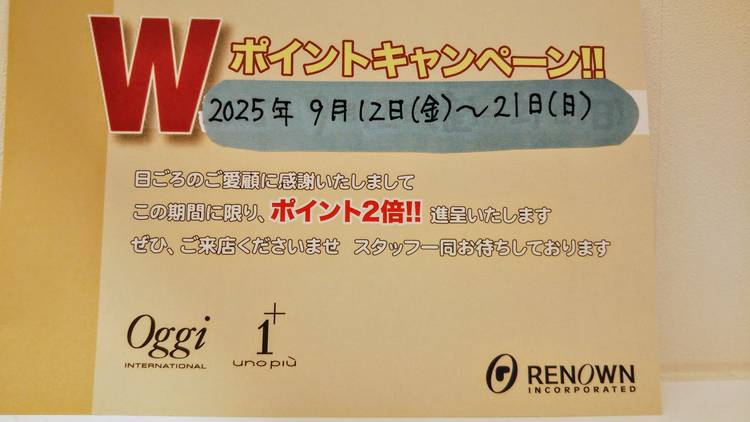 W ポイントキャンペーン!!
2025年 9月12日(金)～21日(日)
日ごろのご愛顧に感謝いたしまして
この期間に限り、ポイント2倍!! 進呈いたします
ぜひ、ご来店くださいませ スタッフ一同お待ちしております
Oggi
INTERNATIONAL
1+
unopiù
RENOWN
INCORPORATED